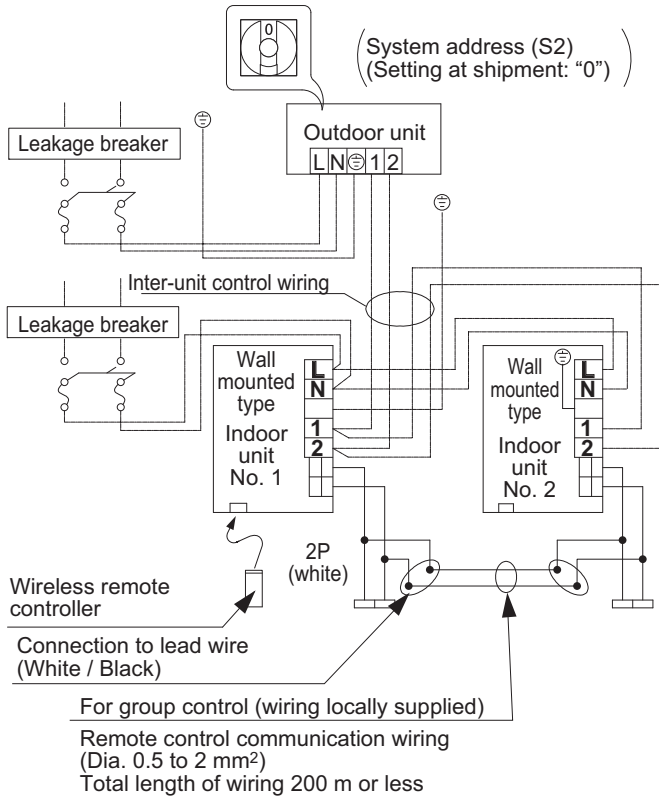 0
System address (S2)
(Setting at shipment: “0”)
Outdoor unit
L N 1 2
Leakage breaker
Inter-unit control wiring
Leakage breaker
Wall
mounted
type
Indoor
unit
No. 1
L
N
1
2
Wall
mounted
type
Indoor
unit
No. 2
L
N
1
2
2P
(white)
Wireless remote
controller
Connection to lead wire
(White / Black)
For group control (wiring locally supplied)
Remote control communication wiring
(Dia. 0.5 to 2 mm²)
Total length of wiring 200 m or less